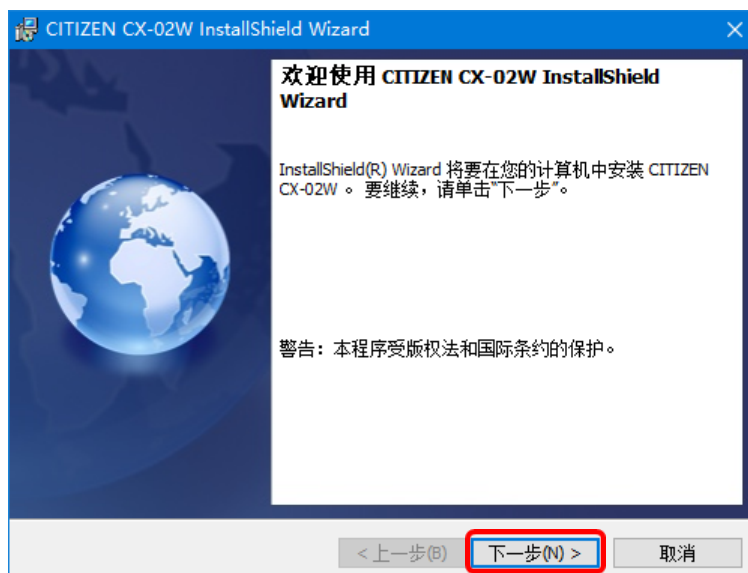 CITIZEN CX-02W InstallShield Wizard
欢迎使用 CITIZEN CX-02W InstallShield
Wizard
InstallShield(R) Wizard 将要在您的计算机中安装 CITIZEN
CX-02W 。 要继续，请单击“下一步”。
警告：本程序受版权法和国际条约的保护。
<上一步(B) 下一步(N) > 取消